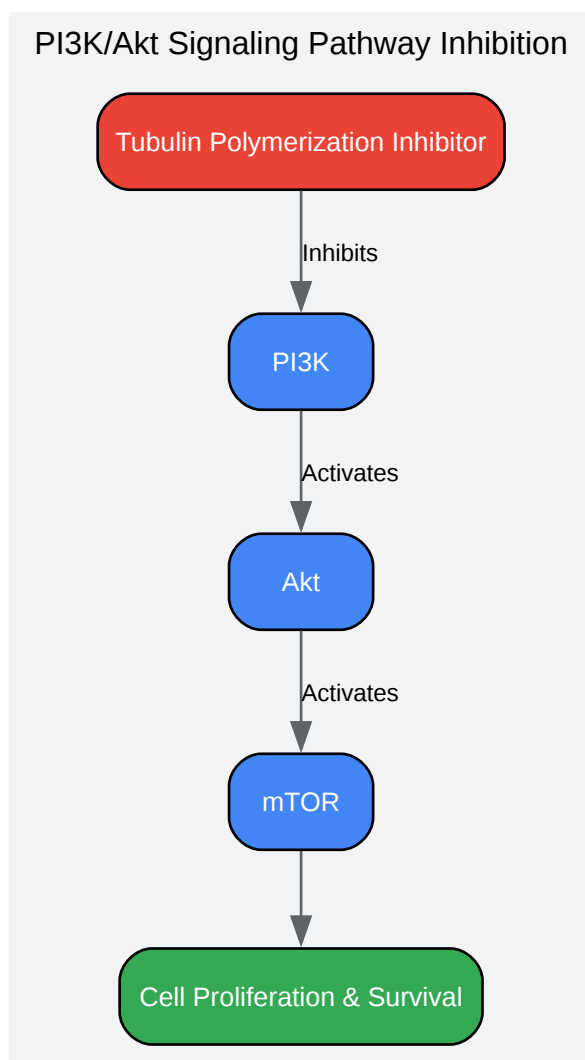 PI3K/Akt Signaling Pathway Inhibition
Tubulin Polymerization Inhibitor
Inhibits
PI3K
Activates
Akt
Activates
mTOR
Cell Proliferation & Survival